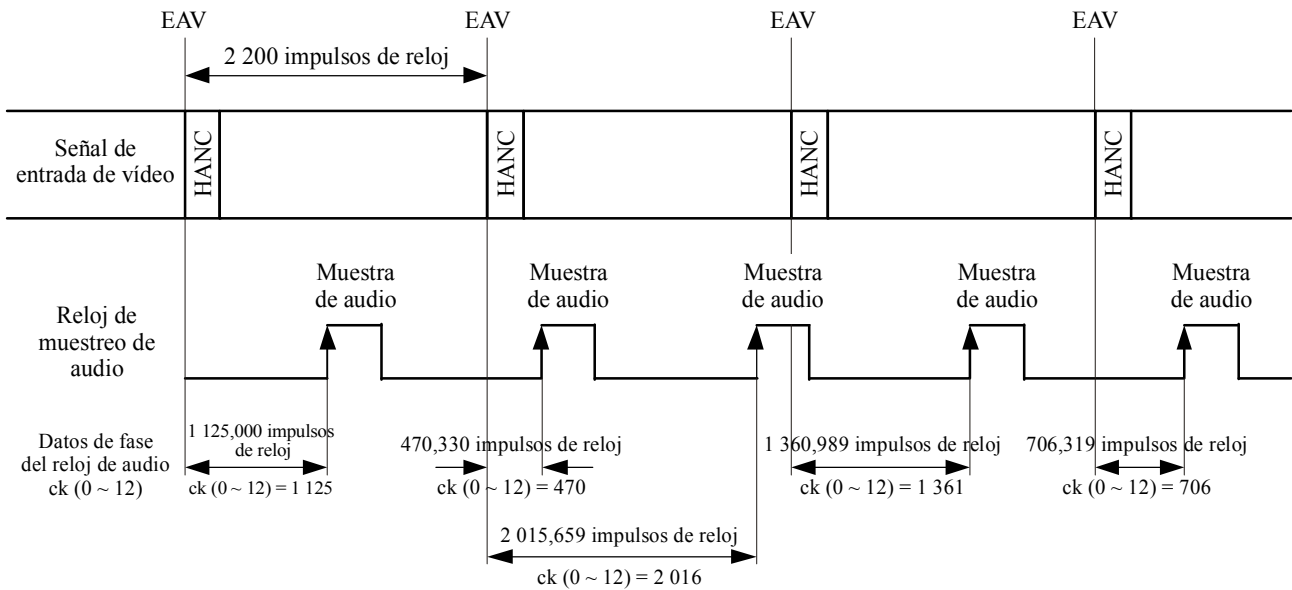 EAV EAV EAV EAV
2 200 impulsos de reloj
Señal de
entrada de vídeo
HANC HANC HANC HANC
Muestra
de audio
Muestra
de audio
Muestra
de audio
Muestra
de audio
Muestra
de audio
Reloj de
muestreo de
audio
Datos de fase
del reloj de audio
ck (0 ~ 12)
1 125,000 impulsos
de reloj
ck (0 ~ 12) = 1 125
470,330 impulsos de reloj
ck (0 ~ 12) = 470
1 360,989 impulsos de reloj
ck (0 ~ 12) = 1 361
706,319 impulsos de reloj
ck (0 ~ 12) = 706
2 015,659 impulsos de reloj
ck (0 ~ 12) = 2 016